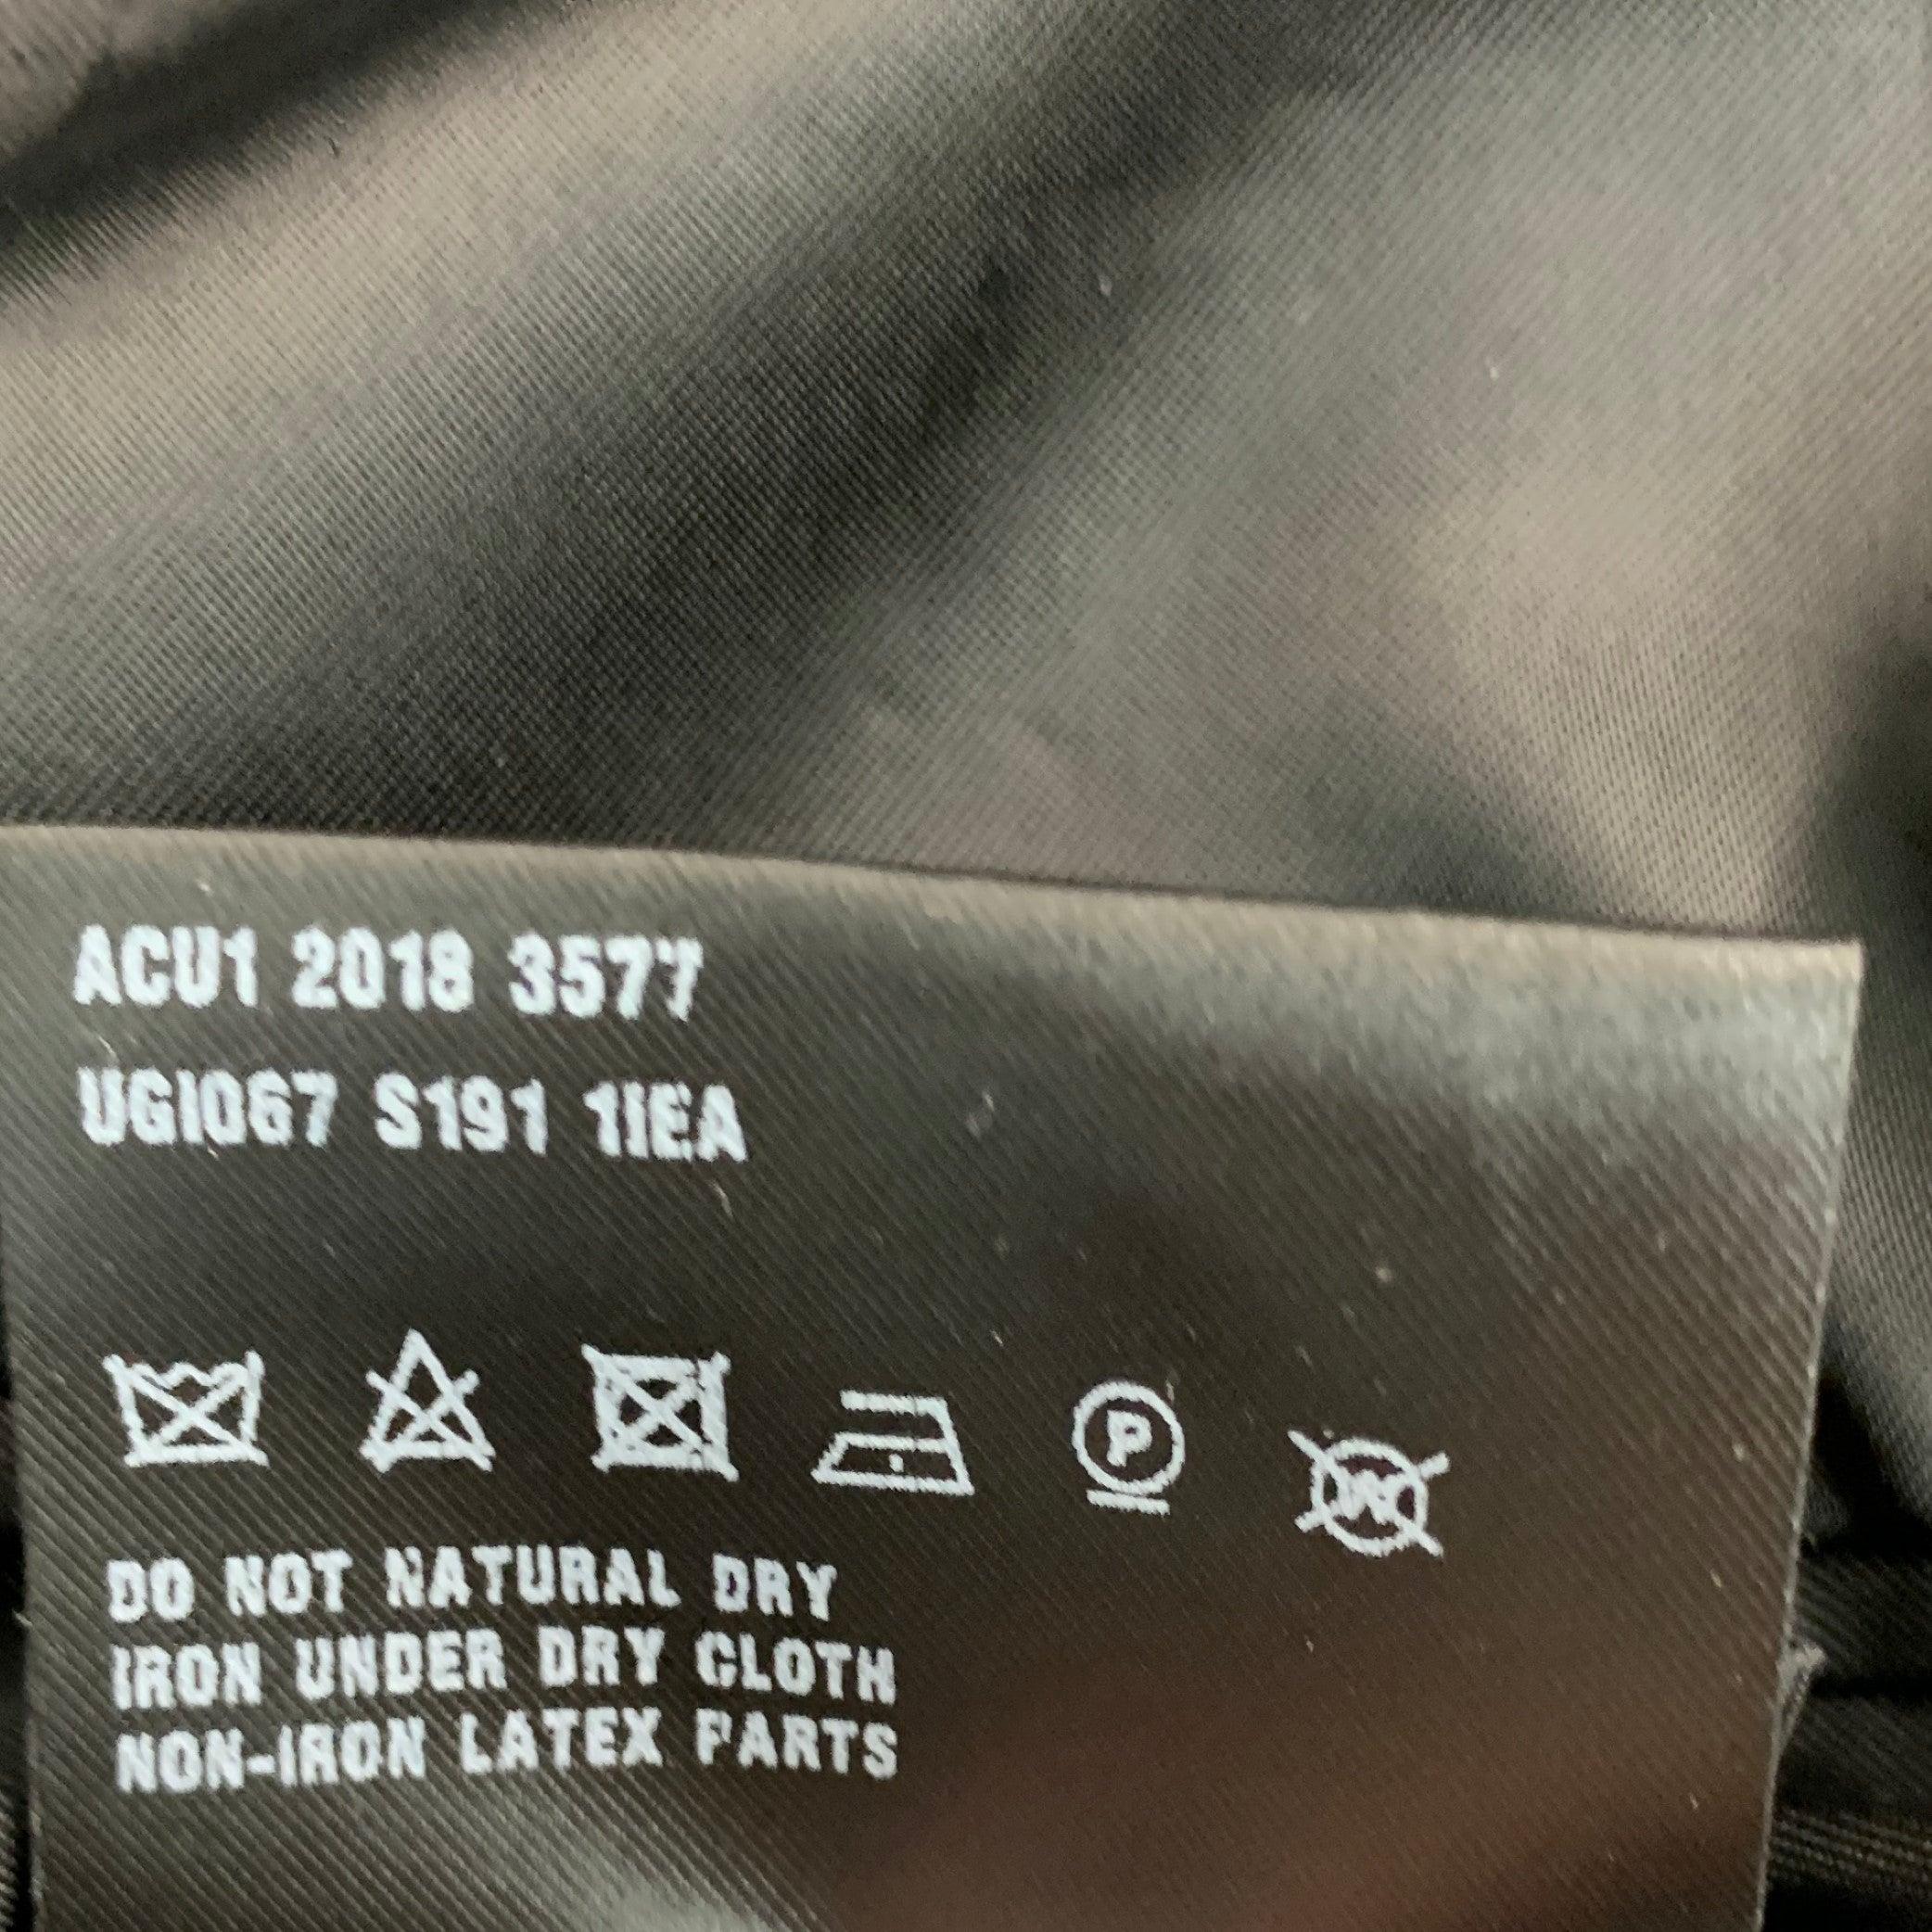 ACU1 2018 3577
UGI067 S191 1IEA
P W
DO NOT NATURAL DRY
IRON UNDER DRY CLOTH
NON-IRON LATEX PARTS